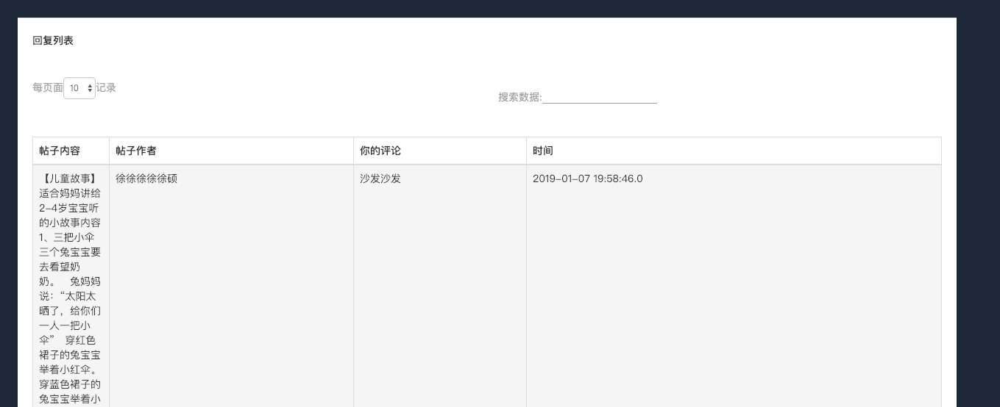 回复列表
每页面 10 记录
搜索数据:
帖子内容 帖子作者 你的评论 时间
【儿童故事】 徐徐徐徐徐硕 沙发沙发 2019-01-07 19:58:46.0
适合妈妈讲给
2-4岁宝宝听
的小故事内容
1、三把小伞
三个兔宝宝要
去看望奶
奶。 兔妈妈
说：“太阳太
晒了，给你们
一人一把小
伞” 穿红色
裙子的兔宝宝
举着小红伞。
穿蓝色裙子的
兔宝宝举着小